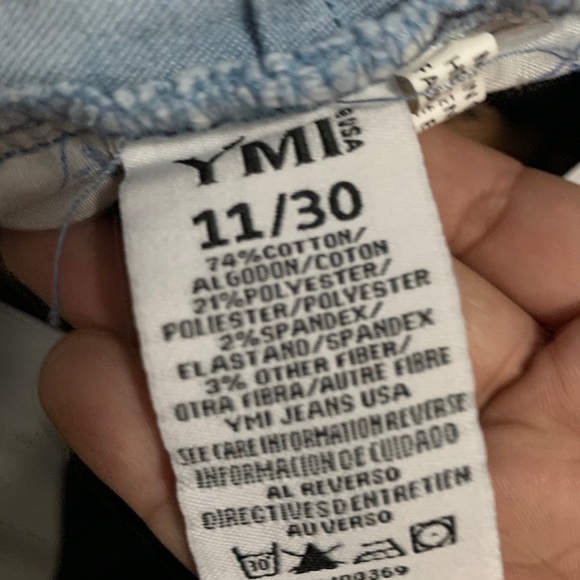 YMI
USA
11/30
74%COTTON/
ALGODON/COTON
21%POLYESTER/
POLIESTER/POLYESTER
2%SPANDEX/
ELASTANO/SPANDEX
3% OTHER FIBER/
OTRA FIBRA/AUTRE FIBRE
YMI JEANS USA
SEE CARE INFORMATION REVERSE
INFORMACION DE CUIDADO
AL REVERSO
DIRECTIVES DENTRETIEN
AU VERSO
30